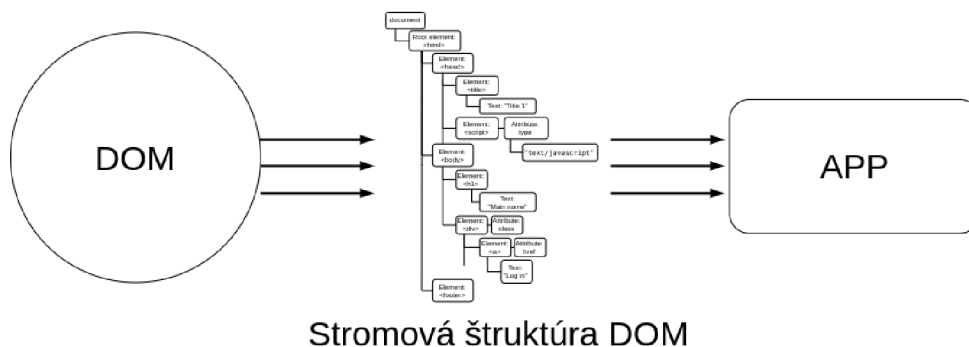 DOM
document
Root element:
<html>
Element:
<head>
Element:
<title>
Text: "Title 1"
Element:
<script>
Attribute:
type
"text/javascript"
Element:
<body>
Element:
<h1>
Text:
"Main name"
Element:
<div>
Attribute:
class
Element:
<a>
Attribute:
href
Text:
"Log in"
Element:
<footer>
APP
Stromová štruktúra DOM